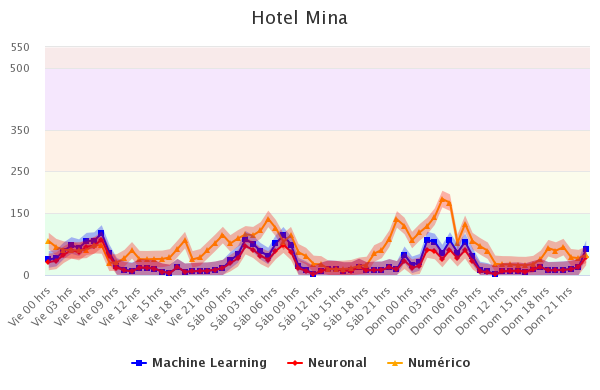 Hotel Mina
550
500
350
250
150
0
Vie 00 hrs
Vie 03 hrs
Vie 06 hrs
Vie 09 hrs
Vie 12 hrs
Vie 15 hrs
Vie 18 hrs
Vie 21 hrs
Sáb 00 hrs
Sáb 03 hrs
Sáb 06 hrs
Sáb 09 hrs
Sáb 12 hrs
Sáb 15 hrs
Sáb 18 hrs
Sáb 21 hrs
Dom 00 hrs
Dom 03 hrs
Dom 06 hrs
Dom 09 hrs
Dom 12 hrs
Dom 15 hrs
Dom 18 hrs
Dom 21 hrs
Machine Learning Neuronal Numérico